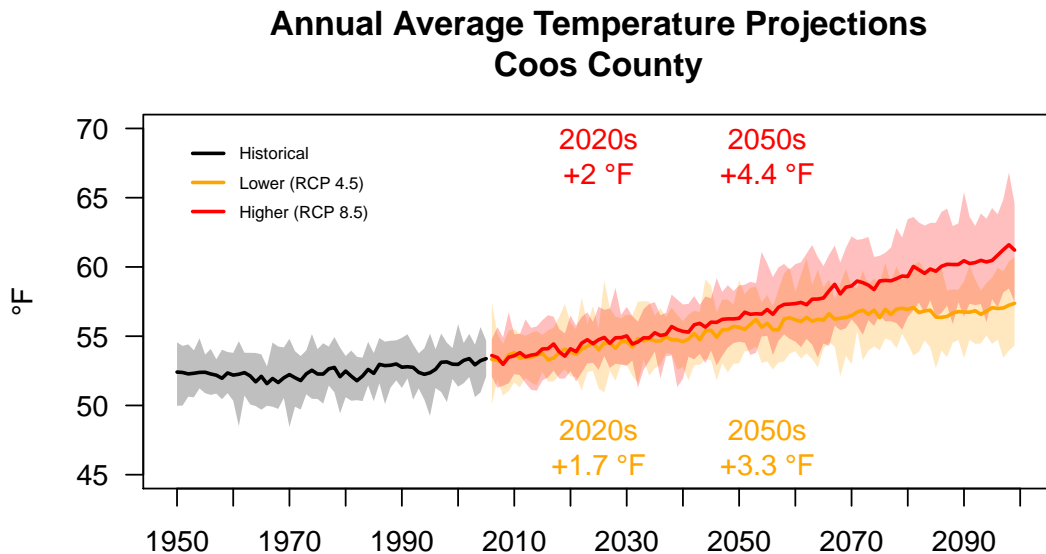 Annual Average Temperature Projections
Coos County
°F
70
65
60
55
50
45
Historical
Lower (RCP 4.5)
Higher (RCP 8.5)
2020s
+2 °F
2050s
+4.4 °F
2020s
+1.7 °F
2050s
+3.3 °F
1950
1970
1990
2010
2030
2050
2070
2090